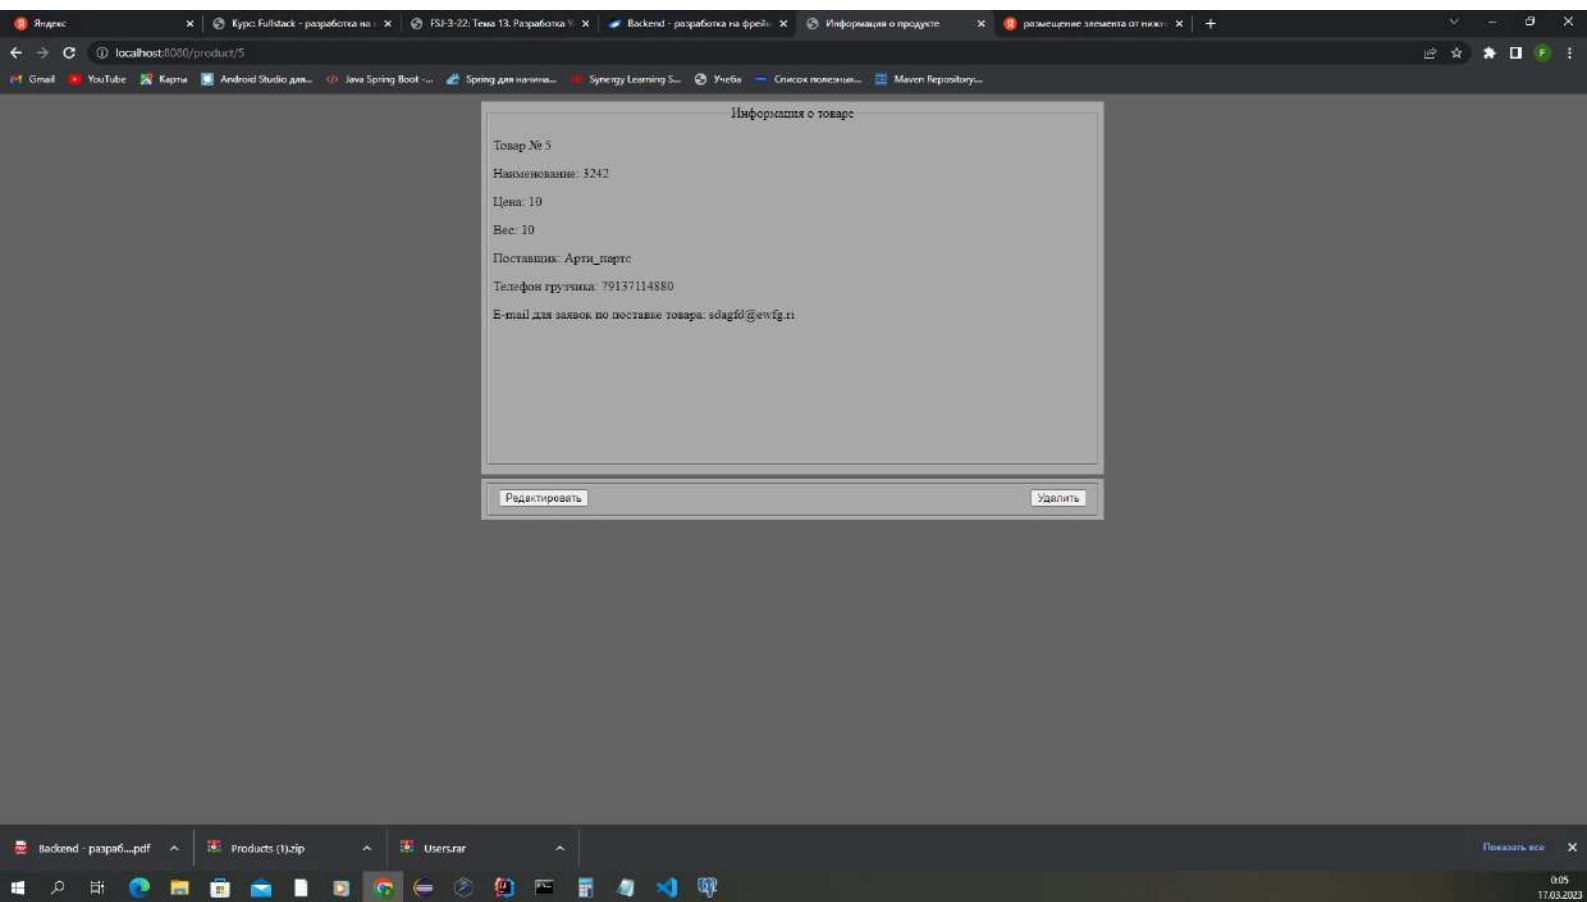 Яндекс
Курс: Fullstack - разработка на
FSJ-3-22: Тема 13. Разработка
Backend - разработка на фрей
Информация о продукте
размещение элемента от нижн
localhost:8080/product/5
Gmail
YouTube
Карты
Android Studio для...
Java Spring Boot -...
Spring для начина...
Synergy Learning S...
Учеба
Список полезных...
Maven Repository:...
Информация о товаре
Товар № 5
Наименование: 3242
Цена: 10
Вес: 10
Поставщик: Арти_партс
Телефон грузчика: 79137114880
E-mail для заявок по поставке товара: sdagfd@ewfg.ri
Редактировать
Удалить
Backend - разраб....pdf
Products (1).zip
Users.rar
Показать все
0:05
17.03.2023